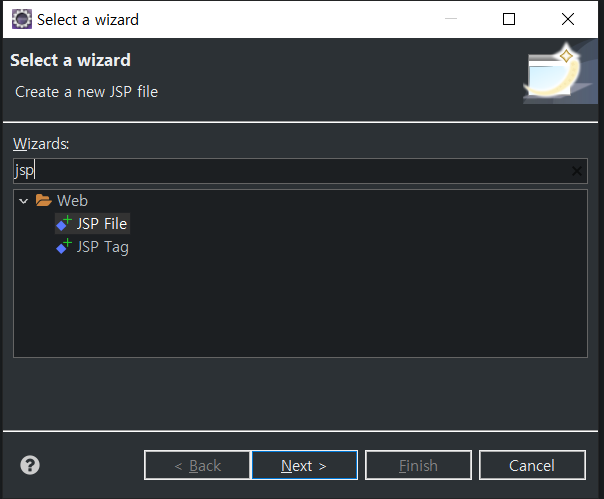 Select a wizard
Select a wizard
Create a new JSP file
Wizards:
jsp
Web
JSP File
JSP Tag
< Back
Next >
Finish
Cancel